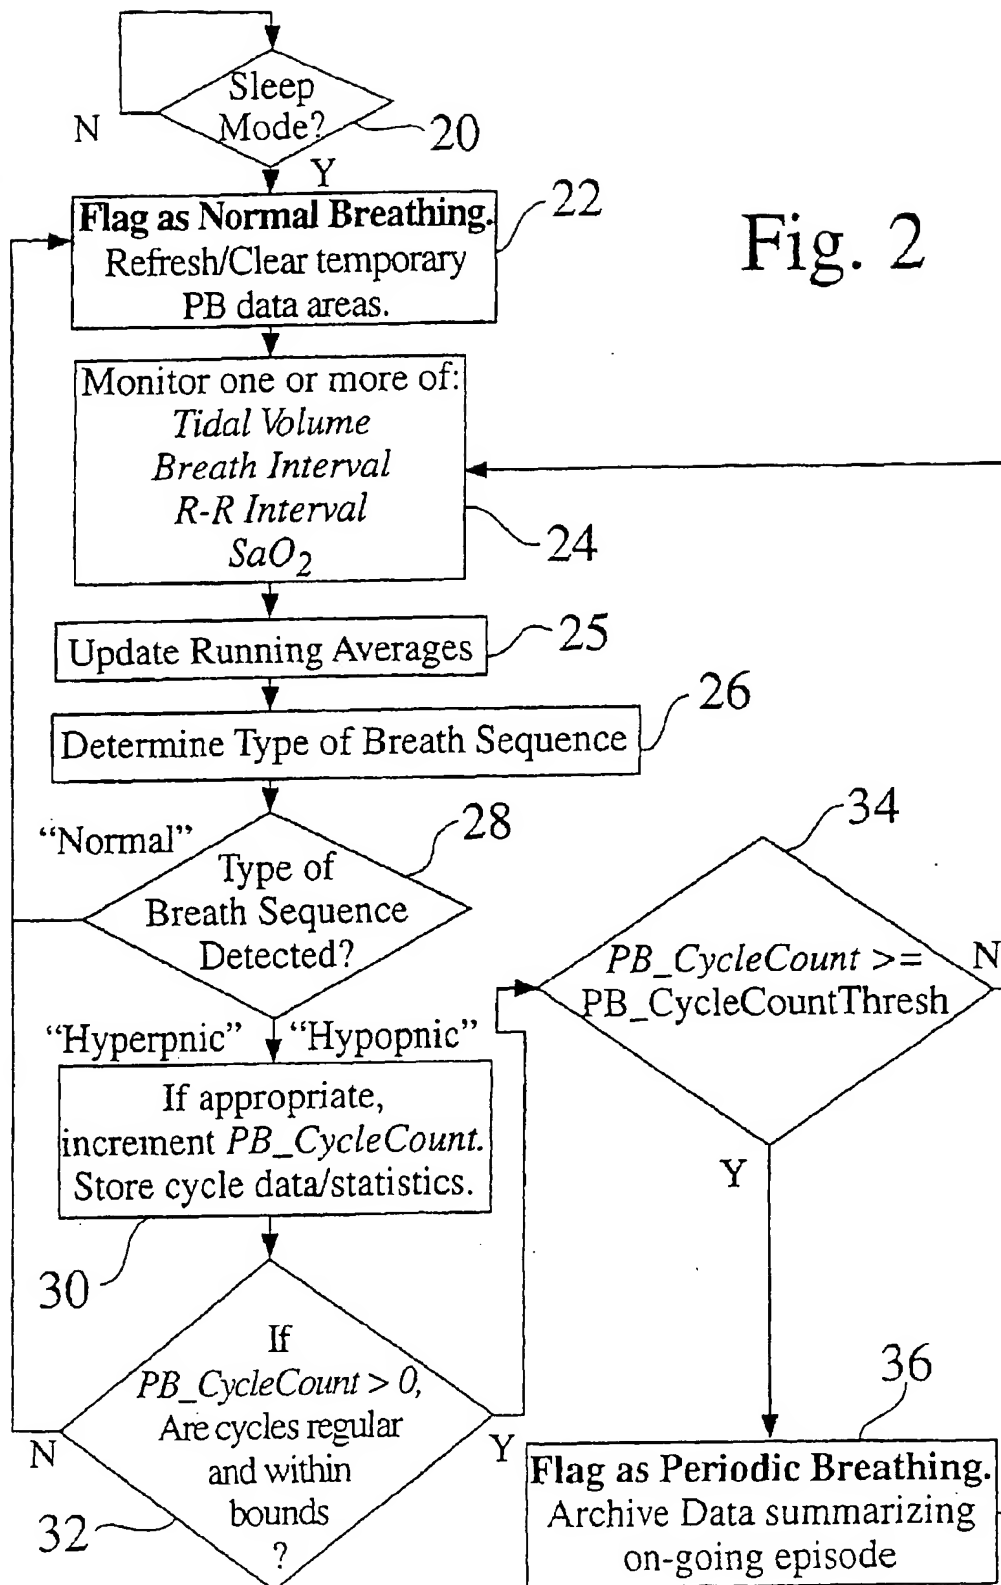 Sleep
Mode?
N
20
Y
Flag as Normal Breathing.
Refresh/Clear temporary
PB data areas.
22
Fig. 2
Monitor one or more of:
Tidal Volume
Breath Interval
R-R Interval
SaO2
24
Update Running Averages
25
Determine Type of Breath Sequence
26
"Normal"
Type of
Breath Sequence
Detected?
28
"Hyperpnic" "Hypopnic"
If appropriate,
increment PB_CycleCount.
Store cycle data/statistics.
30
If
PB_CycleCount > 0,
Are cycles regular
and within
bounds
?
N
Y
32
34
PB_CycleCount >=
PB_CycleCountThresh
N
Y
36
Flag as Periodic Breathing.
Archive Data summarizing
on-going episode